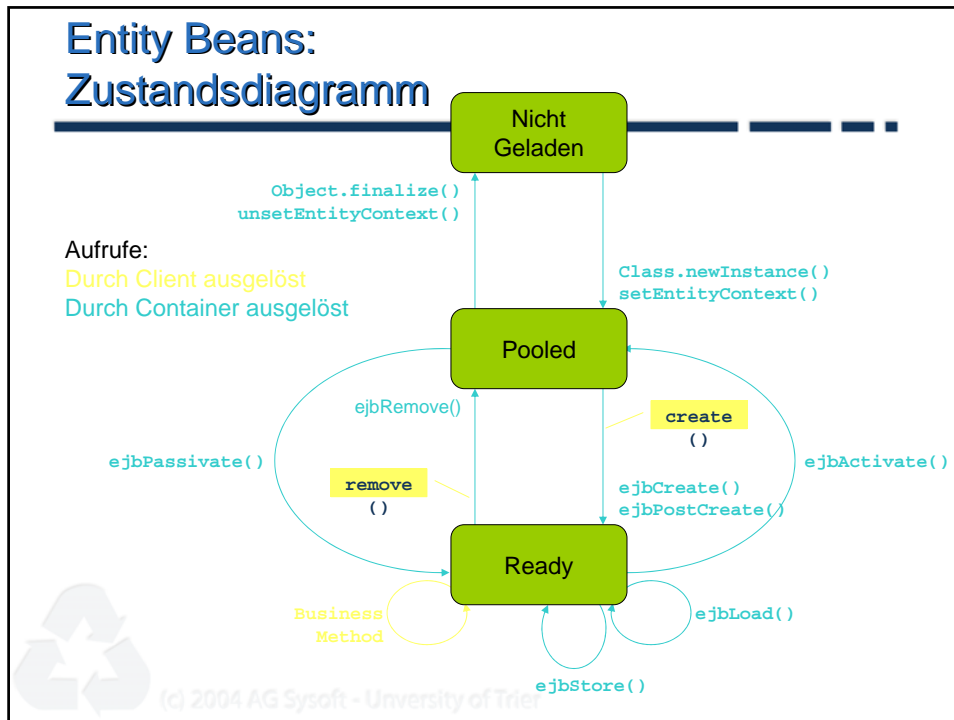 Entity Beans:
Zustandsdiagramm
Nicht
Geladen
Object.finalize()
unsetEntityContext()
Aufrufe:
Durch Client ausgelöst
Durch Container ausgelöst
Class.newInstance()
setEntityContext()
Pooled
ejbRemove()
create
()
ejbPassivate()
ejbActivate()
remove
()
ejbCreate()
ejbPostCreate()
Ready
Business
Method
ejbLoad()
ejbStore()
(c) 2004 AG Sysoft - Unversity of Trier